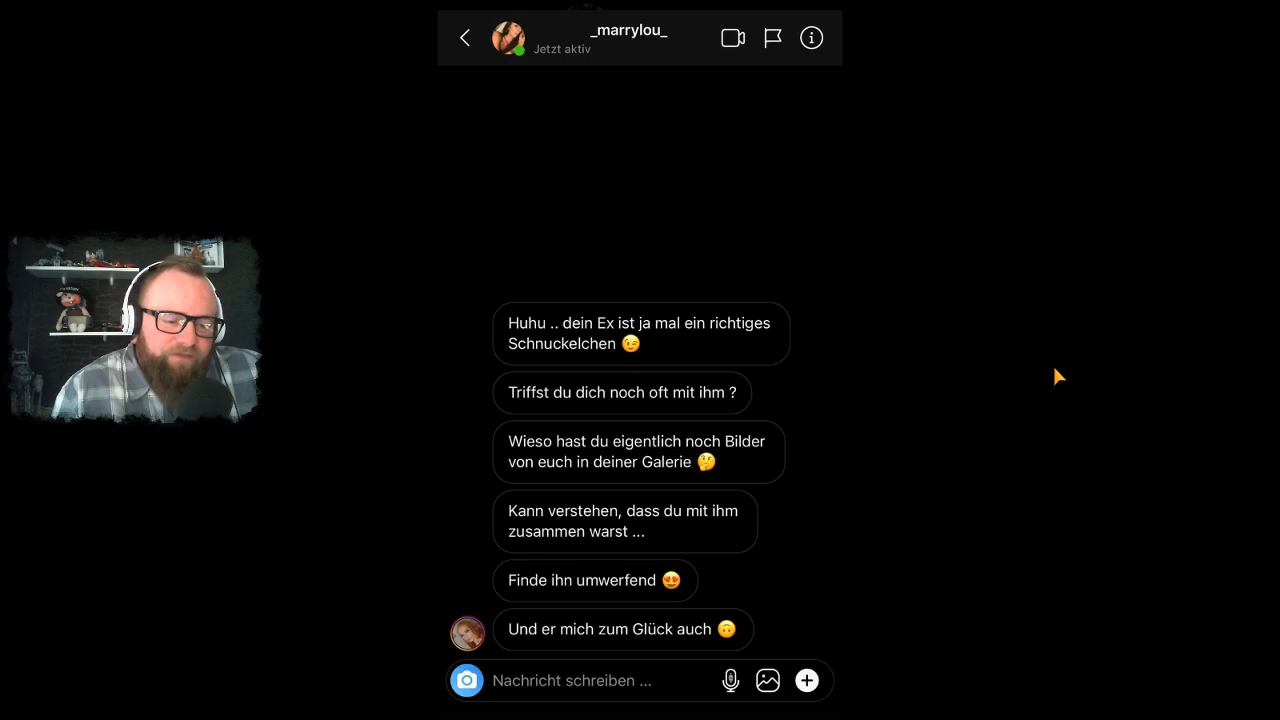 _marrylou_
Jetzt aktiv
Huhu .. dein Ex ist ja mal ein richtiges
Schnuckelchen 😉
Triffst du dich noch oft mit ihm ?
Wieso hast du eigentlich noch Bilder
von euch in deiner Galerie 🤔
Kann verstehen, dass du mit ihm
zusammen warst ...
Finde ihn umwerfend 😍
Und er mich zum Glück auch 🙃
Nachricht schreiben ...